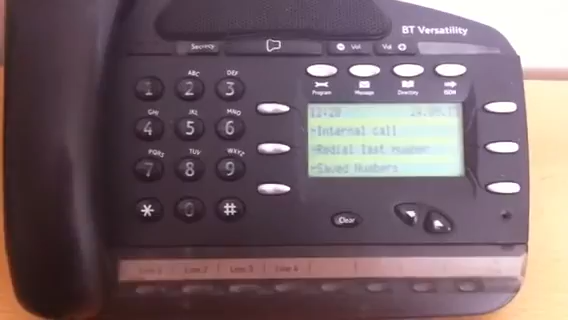 BT Versatility
Secrecy
Vol
Vol
ABC
DEF
1
2
3
Program
Message
Directory
GHI
JKL
MNO
4
5
6
-Internal call
PQRS
TUV
WXYZ
-Redial last number
7
8
9
-Saved Numbers
*
0
#
Clear
Line 1
Line 2
Line 3
Line 4